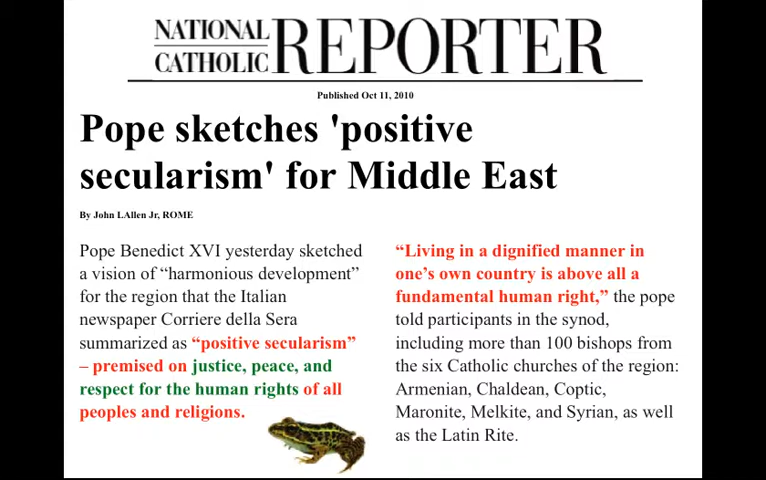 NATIONAL
CATHOLIC
REPORTER
Published Oct 11, 2010
Pope sketches 'positive
secularism' for Middle East
By John LAllen Jr, ROME
Pope Benedict XVI yesterday sketched
a vision of “harmonious development”
for the region that the Italian
newspaper Corriere della Sera
summarized as “positive secularism”
– premised on justice, peace, and
respect for the human rights of all
peoples and religions.
“Living in a dignified manner in
one’s own country is above all a
fundamental human right,” the pope
told participants in the synod,
including more than 100 bishops from
the six Catholic churches of the region:
Armenian, Chaldean, Coptic,
Maronite, Melkite, and Syrian, as well
as the Latin Rite.